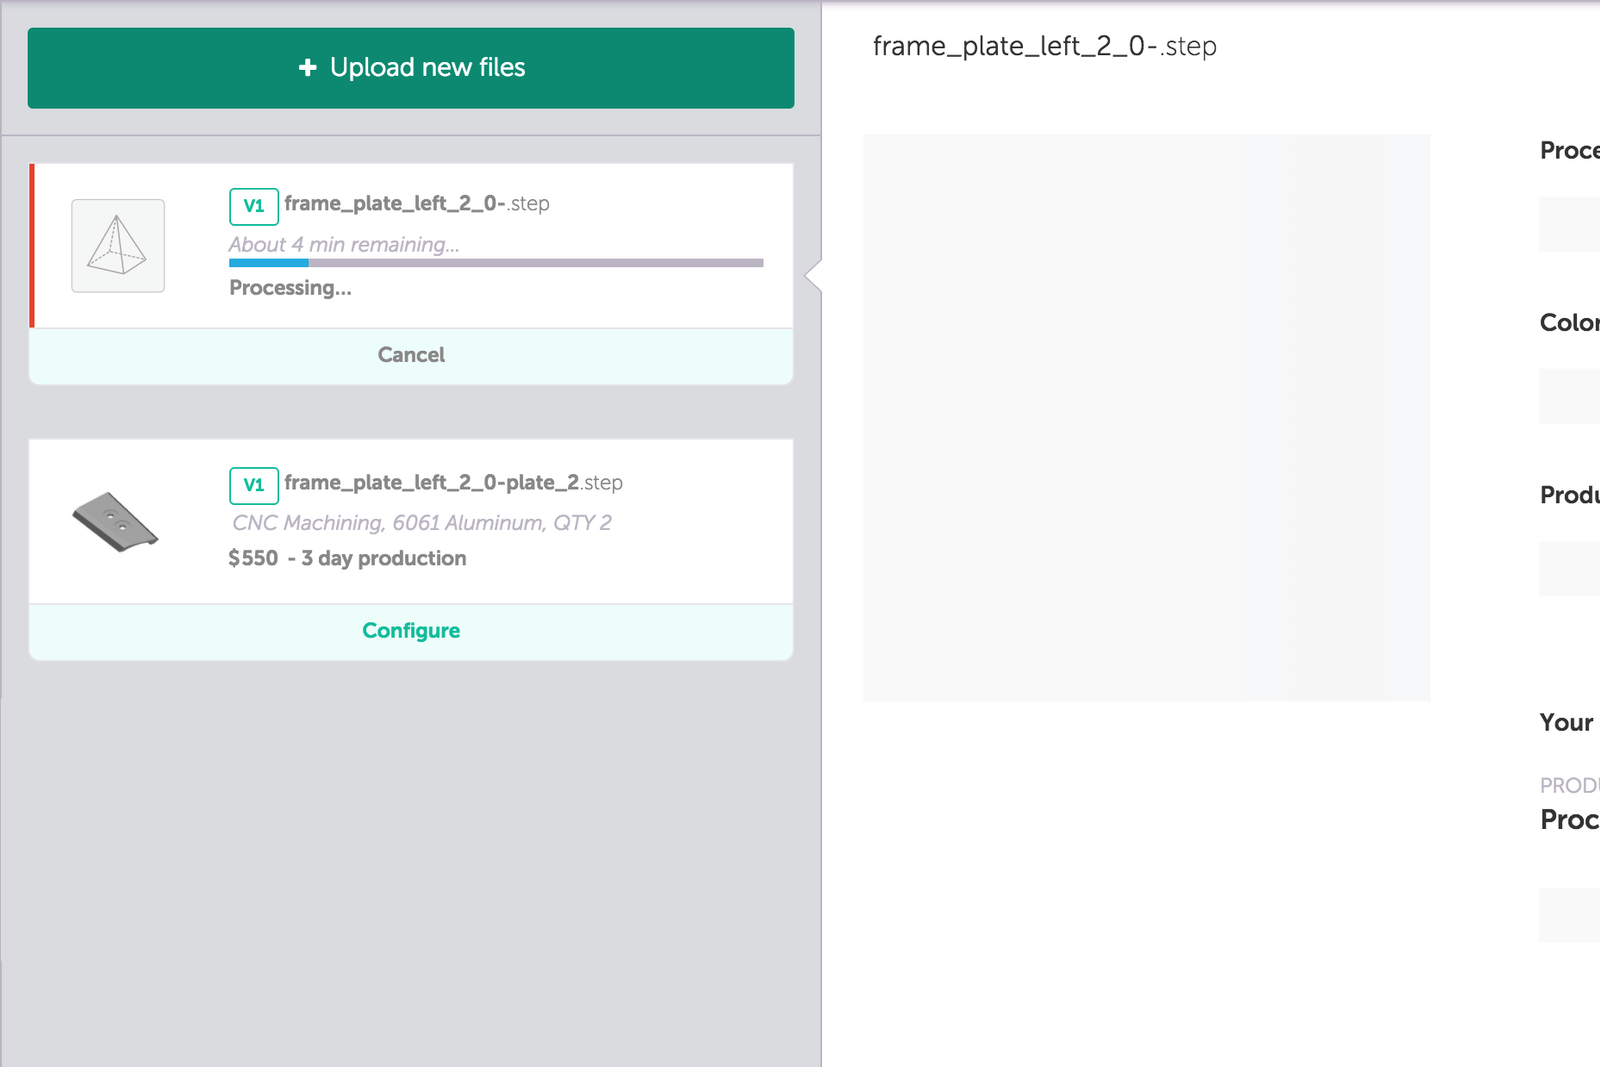 + Upload new files
V1 frame_plate_left_2_0-.step
About 4 min remaining...
Processing...
Cancel
V1 frame_plate_left_2_0-plate_2.step
CNC Machining, 6061 Aluminum, QTY 2
$550 - 3 day production
Configure
frame_plate_left_2_0-.step
Proce
Color
Produ
Your
PRODU
Proc